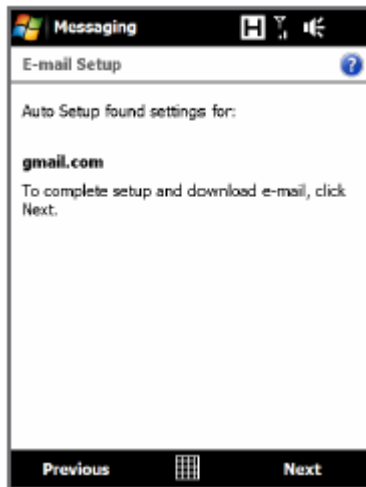 Messaging
H
E-mail Setup
?
Auto Setup found settings for:
gmail.com
To complete setup and download e-mail, click
Next.
Previous
Next